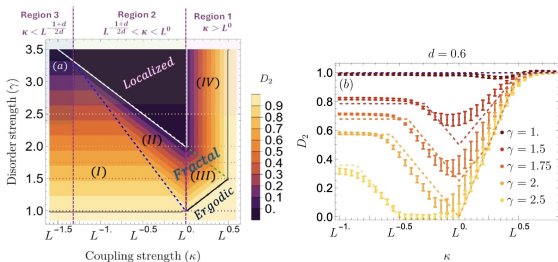 Region 3
κ < L^{-\frac{1+d}{2d}}
Region 2
L^{-\frac{1+d}{2d}} < κ < L^0
Region 1
κ > L^0
(a)
Localized
(IV)
(II)
Fractal
(I)
(III)
Ergodic
Disorder strength (γ)
3.5
3.0
2.5
2.0
1.5
1.0
L^{-1.5}
L^{-1.}
L^{-0.5}
L^{0.}
L^{0.5}
Coupling strength (κ)
D_2
0.9
0.8
0.7
0.6
0.5
0.4
0.3
0.2
0.1
0.
d = 0.6
(b)
D_2
1.0
0.8
0.6
0.4
0.2
0.0
γ = 1.
γ = 1.5
γ = 1.75
γ = 2.
γ = 2.5
L^{-1.}
L^{-0.5}
L^{0.}
L^{0.5}
κ